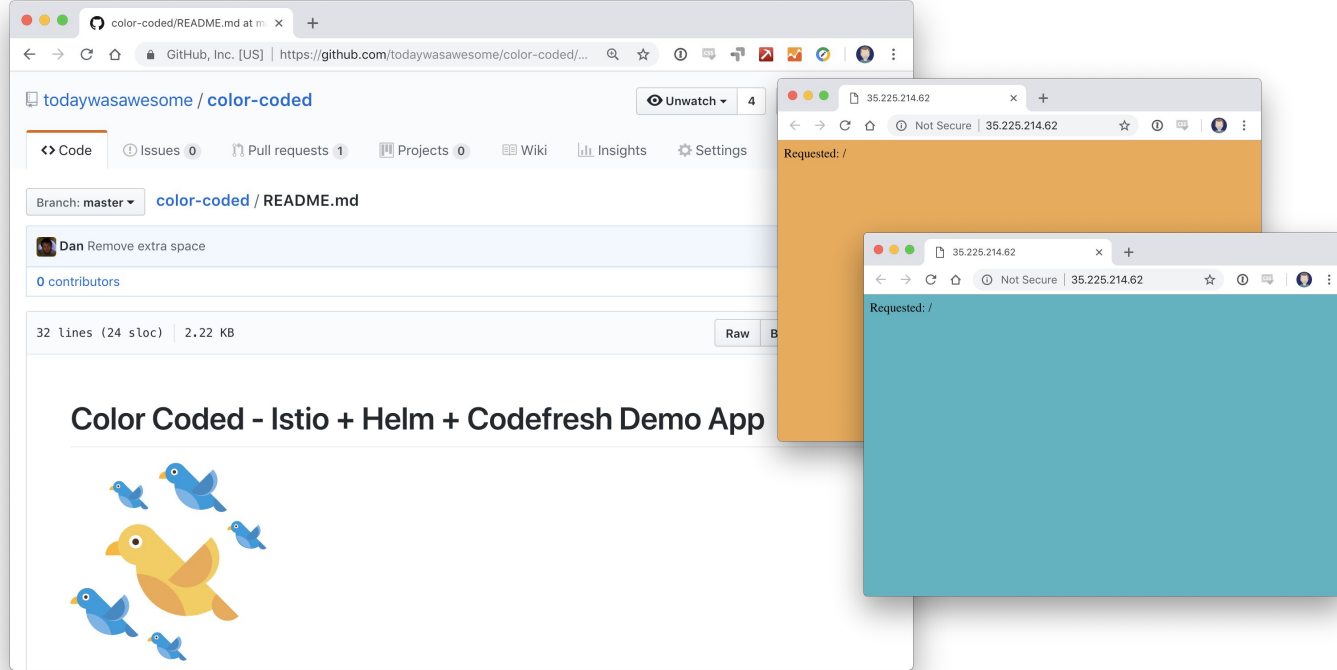 color-coded/README.md at m
GitHub, Inc. [US] | https://github.com/todaywasawesome/color-coded/...
todaywasawesome / color-coded
Unwatch 4
Code
Issues 0
Pull requests 1
Projects 0
Wiki
Insights
Settings
Branch: master
color-coded / README.md
Dan Remove extra space
0 contributors
32 lines (24 sloc) 2.22 KB
Raw B
Color Coded - Istio + Helm + Codefresh Demo App
35.225.214.62
Not Secure 35.225.214.62
Requested: /
35.225.214.62
Not Secure 35.225.214.62
Requested: /